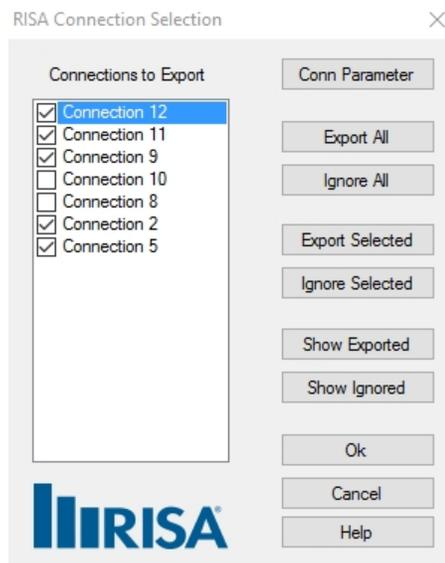 RISA Connection Selection
Connections to Export
Connection 12
Connection 11
Connection 9
Connection 10
Connection 8
Connection 2
Connection 5
Conn Parameter
Export All
Ignore All
Export Selected
Ignore Selected
Show Exported
Show Ignored
Ok
Cancel
Help
RISA